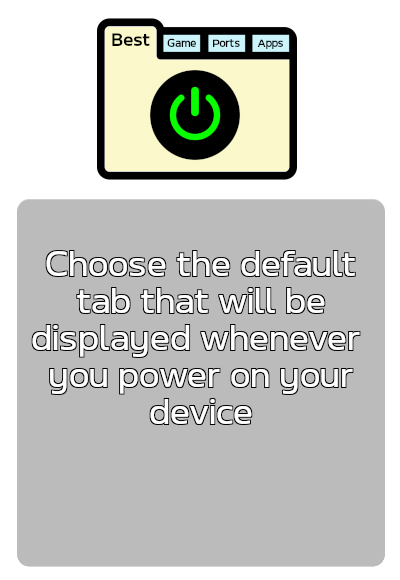 Best Game Ports Apps
Choose the default
tab that will be
displayed whenever
you power on your
device